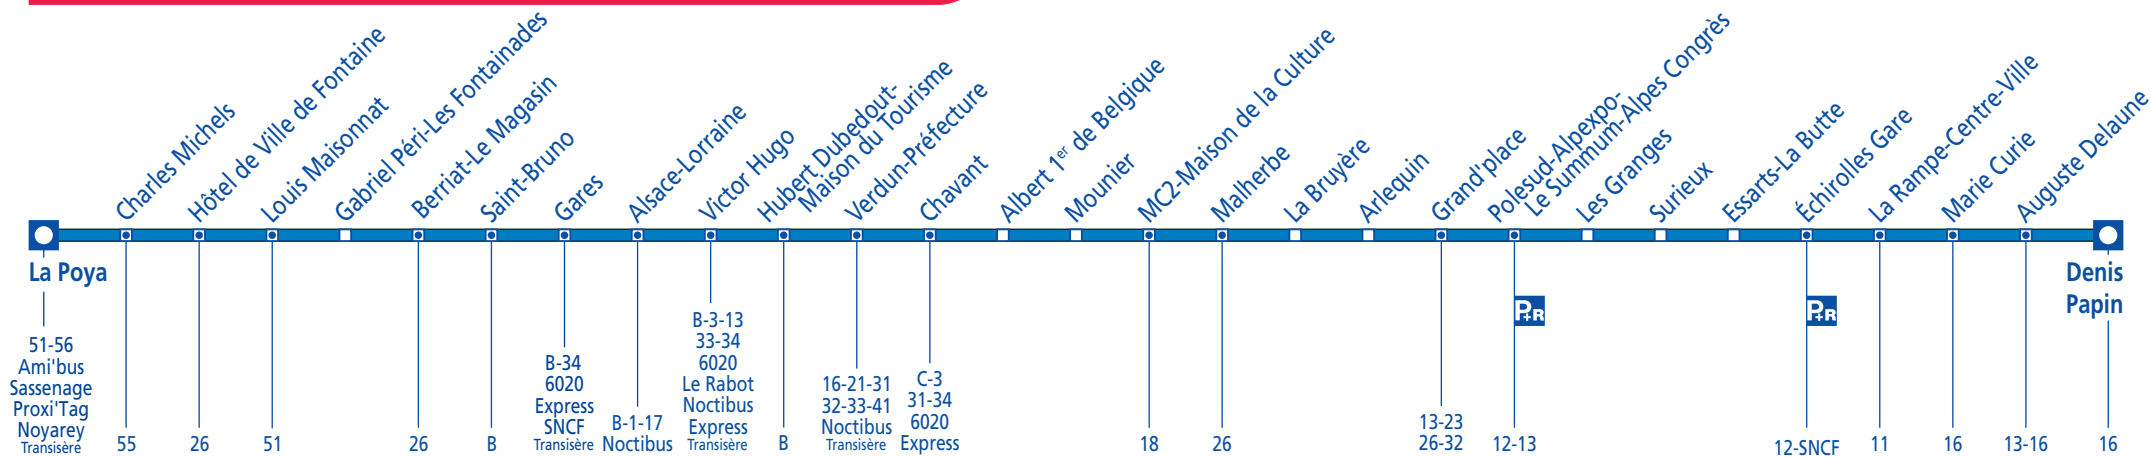 Charles Michels
Hôtel de Ville de Fontaine
Louis Maisonnat
Gabriel Péri-Les Fontainades
Berriat-Le Magasin
Saint-Bruno
Gares
Alsace-Lorraine
Victor Hugo
Hubert Dubedout-
Maison du Tourisme
Verdun-Préfecture
Chavant
Albert 1er de Belgique
Mounier
MC2-Maison de la Culture
Malherbe
La Bruyère
Arlequin
Grand'place
Polesud-Alpexpo-
Le Summum-Alpes Congrès
Les Granges
Surieux
Essarts-La Butte
Échirolles Gare
La Rampe-Centre-Ville
Marie Curie
Auguste Delaune
La Poya
Denis
Papin
51-56
Ami'bus
Sassenage
Proxi'Tag
Noyarey
Transisère
55
26
51
26
B
B-34
6020
Express
SNCF
Transisère
B-1-17
Noctibus
B-3-13
33-34
6020
Le Rabot
Noctibus
Express
Transisère
B
16-21-31
32-33-41
Noctibus
Transisère
C-3
31-34
6020
Express
18
26
13-23
26-32
P+R
12-13
P+R
12-SNCF
11
16
13-16
16